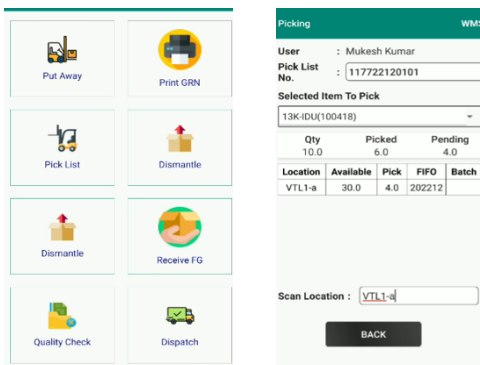 Put Away
Print GRN
Pick List
Dismantle
Dismantle
Receive FG
Quality Check
Dispatch
Picking WMS
User : Mukesh Kumar
Pick List No. : 117722120101
Selected Item To Pick
13K-IDU(100418)
Qty Picked Pending
10.0 6.0 4.0
Location Available Pick FIFO Batch
VTL1-a 30.0 4.0 202212
Scan Location : VTL1-a
BACK